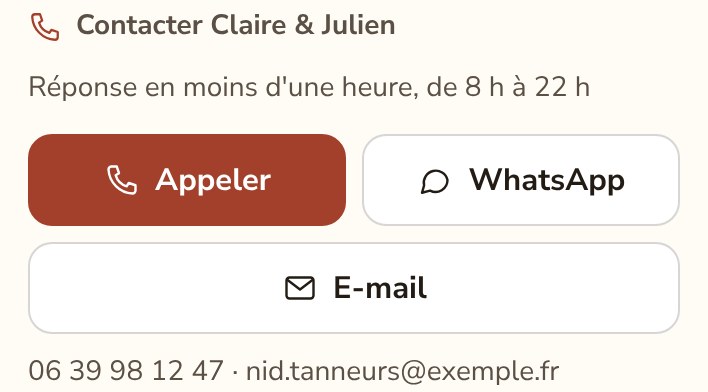 Contacter Claire & Julien
Réponse en moins d'une heure, de 8 h à 22 h
Appeler
WhatsApp
E-mail
06 39 98 12 47 · nid.tanneurs@exemple.fr